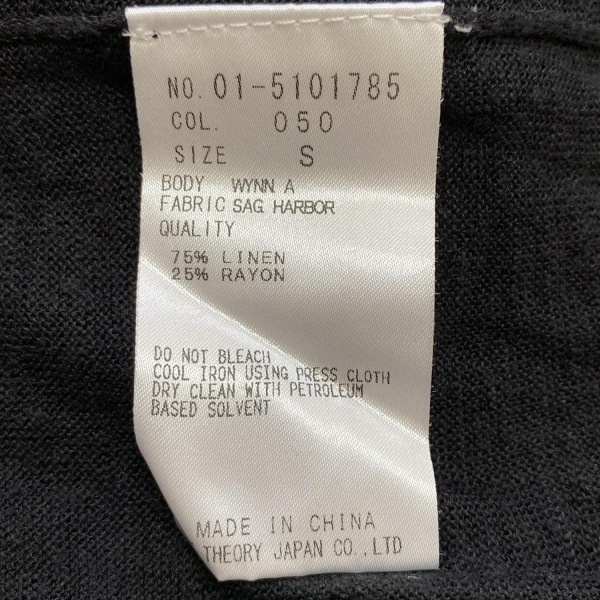 NO. 01-5101785
COL. 050
SIZE S
BODY WYNN A
FABRIC SAG HARBOR
QUALITY
75% LINEN
25% RAYON
DO NOT BLEACH
COOL IRON USING PRESS CLOTH
DRY CLEAN WITH PETROLEUM
BASED SOLVENT
MADE IN CHINA
THEORY JAPAN CO.,LTD